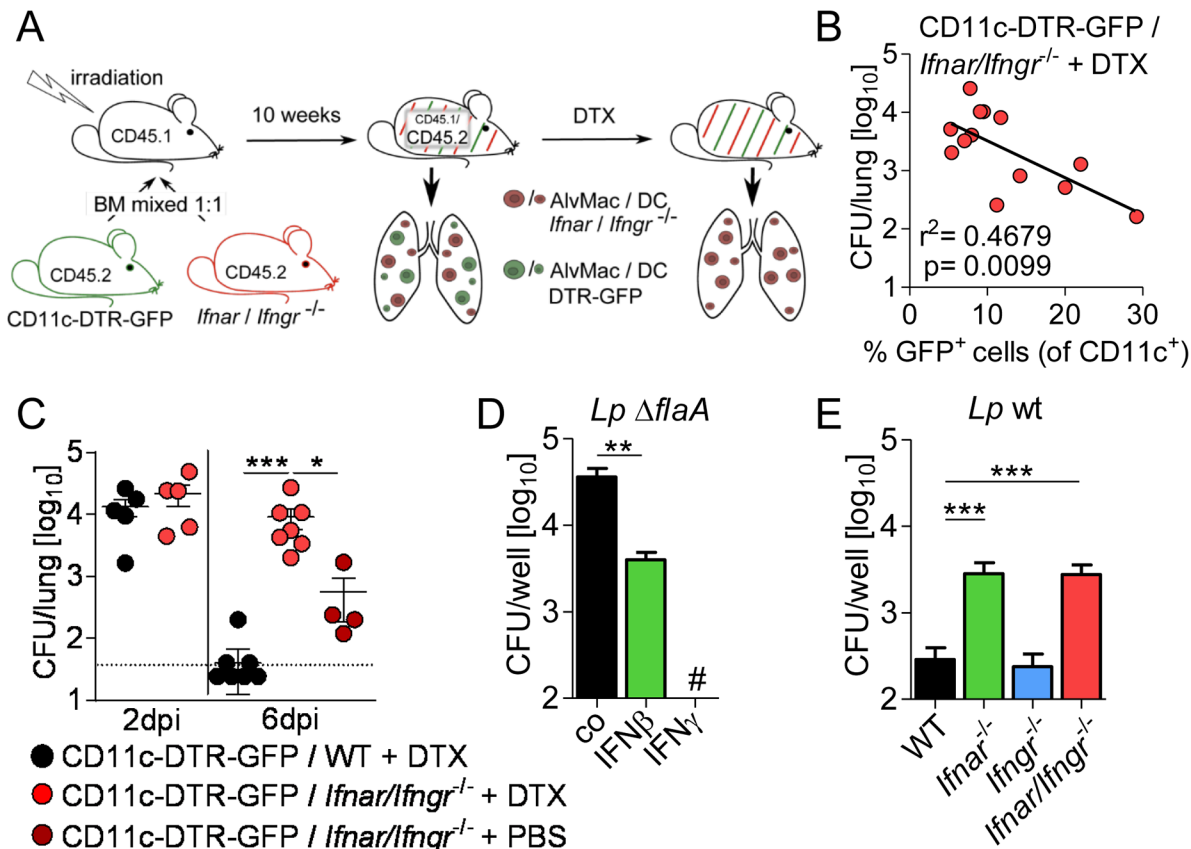 A
irradiation
CD45.1
10 weeks
CD45.1/
CD45.2
DTX
BM mixed 1:1
CD45.2
CD11c-DTR-GFP
CD45.2
Ifnar / Ifngr -/-
/ AlvMac / DC
Ifnar / Ifngr -/-
/ AlvMac / DC
DTR-GFP
B
CD11c-DTR-GFP /
Ifnar/Ifngr-/- + DTX
CFU/lung [log10]
5
4
3
2
1
r2= 0.4679
p= 0.0099
0 10 20 30
% GFP+ cells (of CD11c+)
C
CFU/lung [log10]
5
4
3
2
1
*** *
2dpi 6dpi
CD11c-DTR-GFP / WT + DTX
CD11c-DTR-GFP / Ifnar/Ifngr-/- + DTX
CD11c-DTR-GFP / Ifnar/Ifngr-/- + PBS
D
Lp ΔflaA
CFU/well [log10]
5
4
3
2
**
#
co
IFNβ
IFNγ
E
Lp wt
CFU/well [log10]
5
4
3
2
***
***
WT
Ifnar-/-
Ifngr-/-
Ifnar/Ifngr-/-